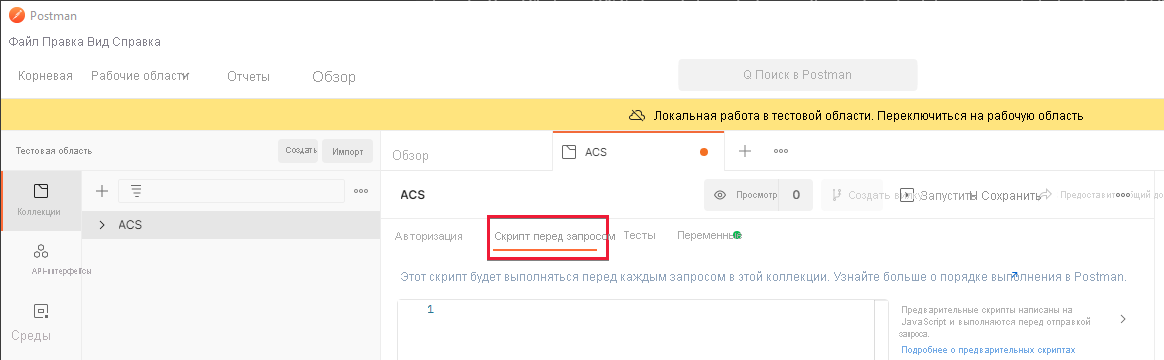 Postman
Файл Правка Вид Справка
Корневая Рабочие области Отчеты Обзор
Поиск в Postman
Локальная работа в тестовой области. Переключиться на рабочую область
Тестовая область Создать Импорт
Обзор ACS
ACS Просмотр 0 Создать Запустить Сохранить Предоставить общий
Коллекции
ACS
Авторизация Скрипт перед запросом Тесты Переменные
API-интерфейсы
Этот скрипт будет выполняться перед каждым запросом в этой коллекции. Узнайте больше о порядке выполнения в Postman.
1
Предварительные скрипты написаны на
JavaScript и выполняются перед отправкой
запроса.
Среды
Подробнее о предварительных скриптах